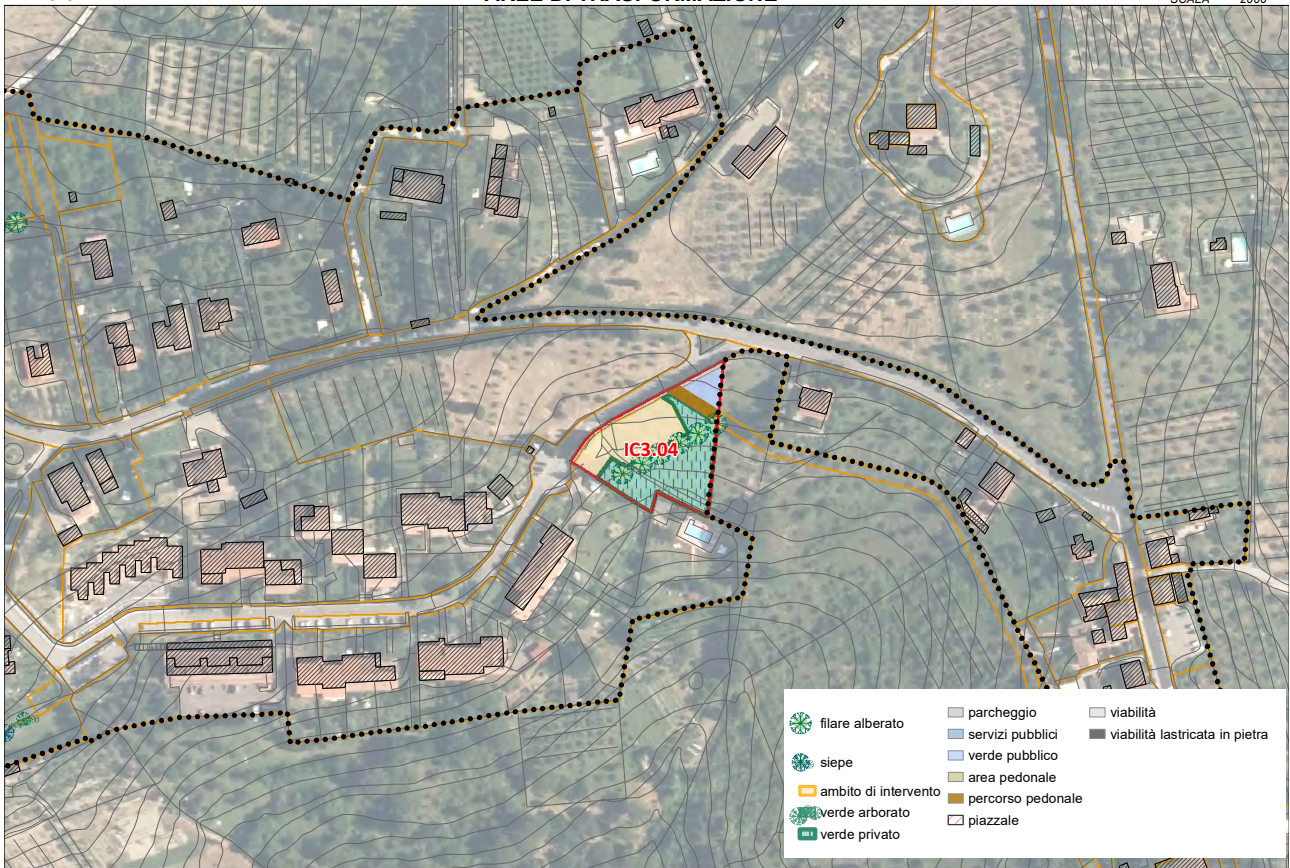 IC3.04
filare alberato
siepe
ambito di intervento
verde arborato
verde privato
parcheggio
servizi pubblici
verde pubblico
area pedonale
percorso pedonale
piazzale
viabilità
viabilità lastricata in pietra